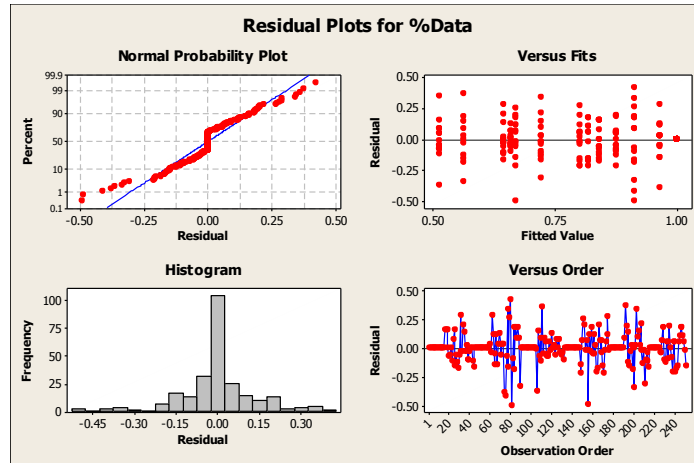 Residual Plots for %Data
Normal Probability Plot
Percent
99.9
99
90
50
10
1
0.1
-0.50 -0.25 0.00 0.25 0.50
Residual
Versus Fits
Residual
0.50
0.25
0.00
-0.25
-0.50
0.50 0.75 1.00
Fitted Value
Histogram
Frequency
100
75
50
25
0
-0.45 -0.30 -0.15 0.00 0.15 0.30
Residual
Versus Order
Residual
0.50
0.25
0.00
-0.25
-0.50
1 20 40 60 80 100 120 140 160 180 200 220 240
Observation Order